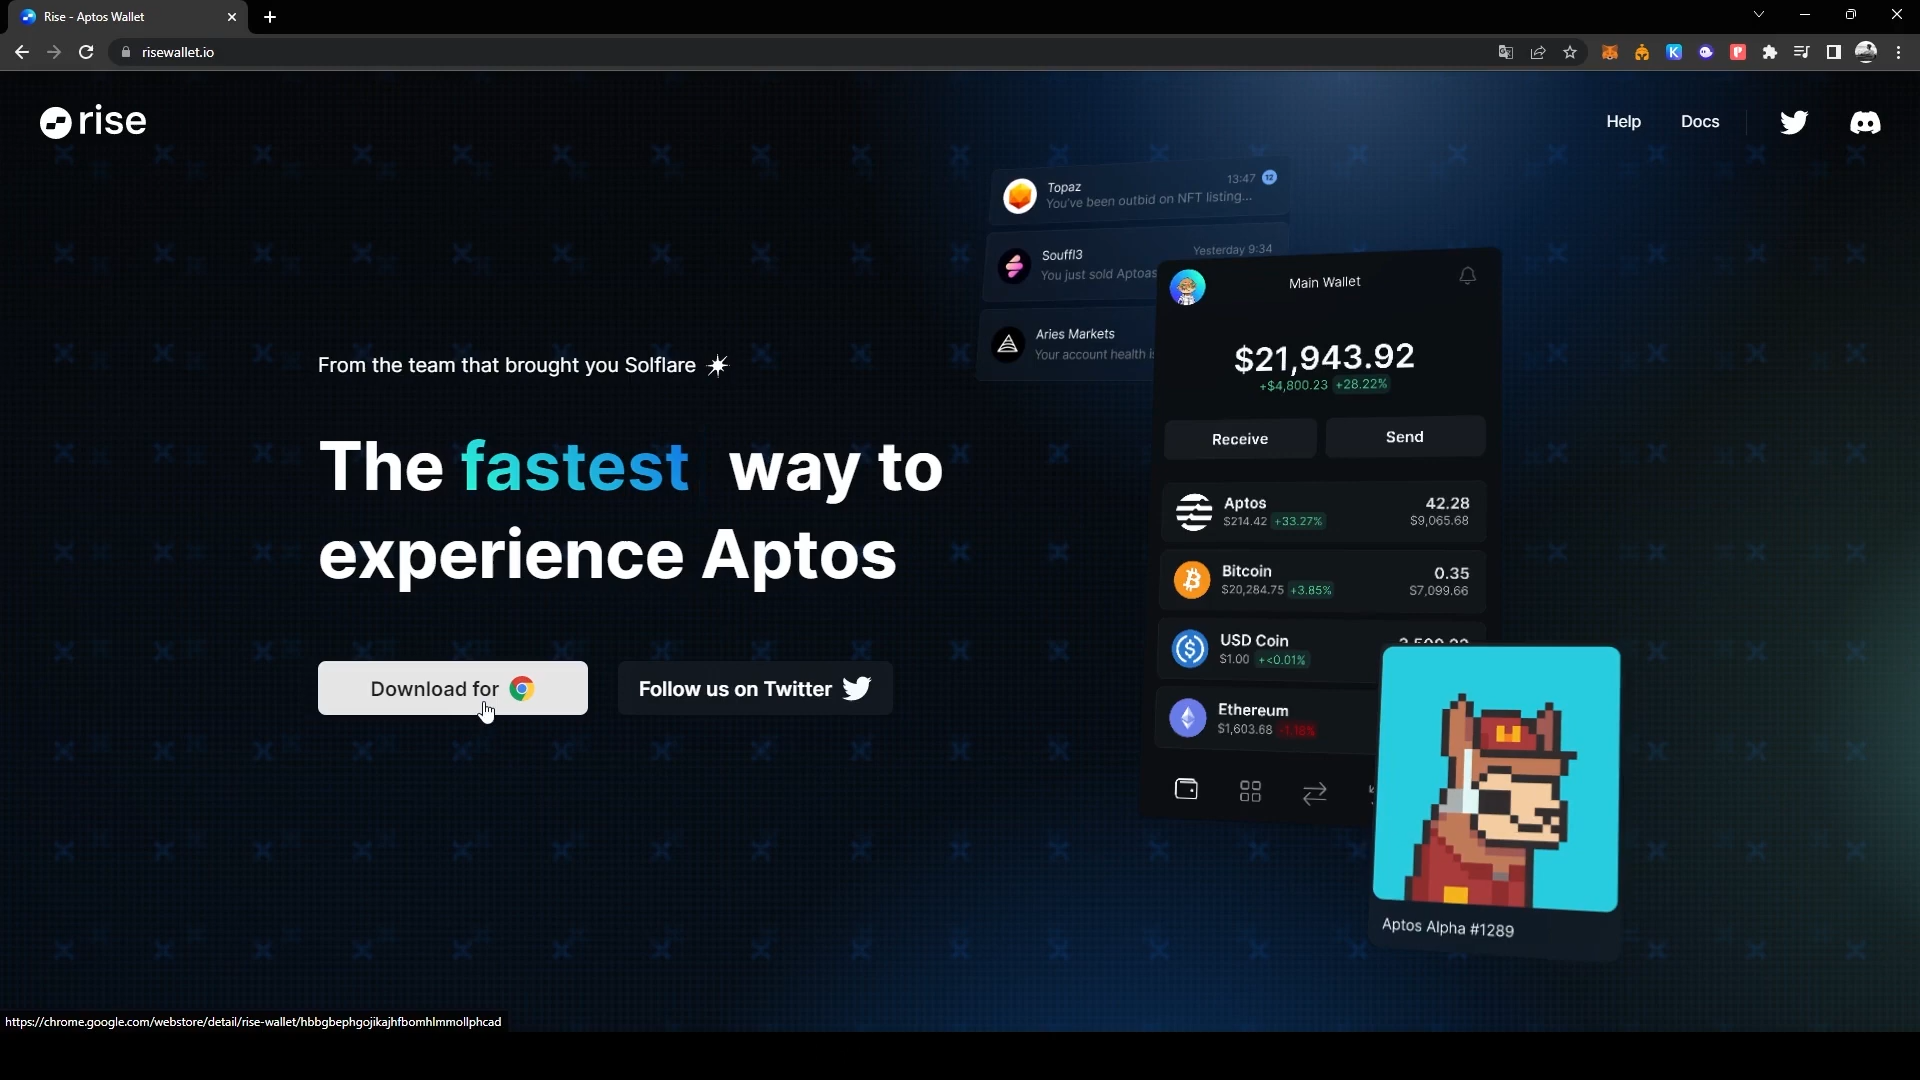 Rise - Aptos Wallet
risewallet.io
rise
Help
Docs
Topaz
13:47
12
You've been outbid on NFT listing...
Souffl3
Yesterday 9:34
You just sold Aptoas
Aries Markets
Your account health is
Main Wallet
$21,943.92
+$4,800.23 +28.22%
Receive
Send
Aptos
42.28
$214.42 +33.27%
$9,065.68
Bitcoin
0.35
$20,284.75 +3.85%
$7,099.66
USD Coin
$1.00 +<0.01%
Ethereum
$1,603.68 -1.18%
Aptos Alpha #1289
From the team that brought you Solflare
The fastest way to
experience Aptos
Download for
Follow us on Twitter
https://chrome.google.com/webstore/detail/rise-wallet/hbbgbephgojikajhfbomhlmmollphcad